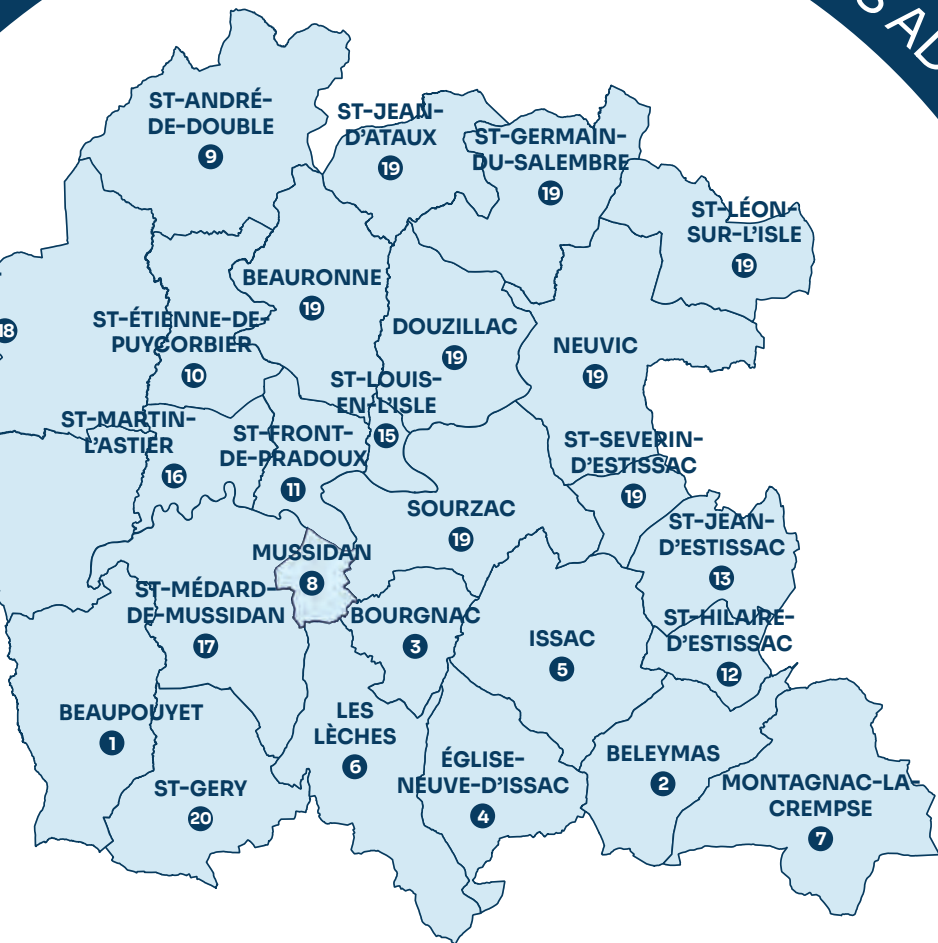 S AD
ST-ANDRÉ-
DE-DOUBLE
9
ST-JEAN-
D'ATAUX
19
ST-GERMAIN-
DU-SALEMBRE
19
ST-LÉON-
SUR-L'ISLE
19
BEAURONNE
19
18
ST-ÉTIENNE-DE-
PUYCORBIER
10
DOUZILLAC
19
NEUVIC
19
ST-LOUIS-
EN-L'ISLE
15
ST-MARTIN-
L'ASTIER
16
ST-FRONT-
DE-PRADOUX
11
ST-SEVERIN-
D'ESTISSAC
19
SOURZAC
19
ST-JEAN-
D'ESTISSAC
13
MUSSIDAN
8
ST-MÉDARD-
DE-MUSSIDAN
17
BOURGNAC
3
ISSAC
5
ST-HILAIRE-
D'ESTISSAC
12
BEAUPOUYET
1
LES
LÈCHES
6
ÉGLISE-
NEUVE-D'ISSAC
4
BELEYMAS
2
MONTAGNAC-LA-
CREMPSE
7
ST-GERY
20